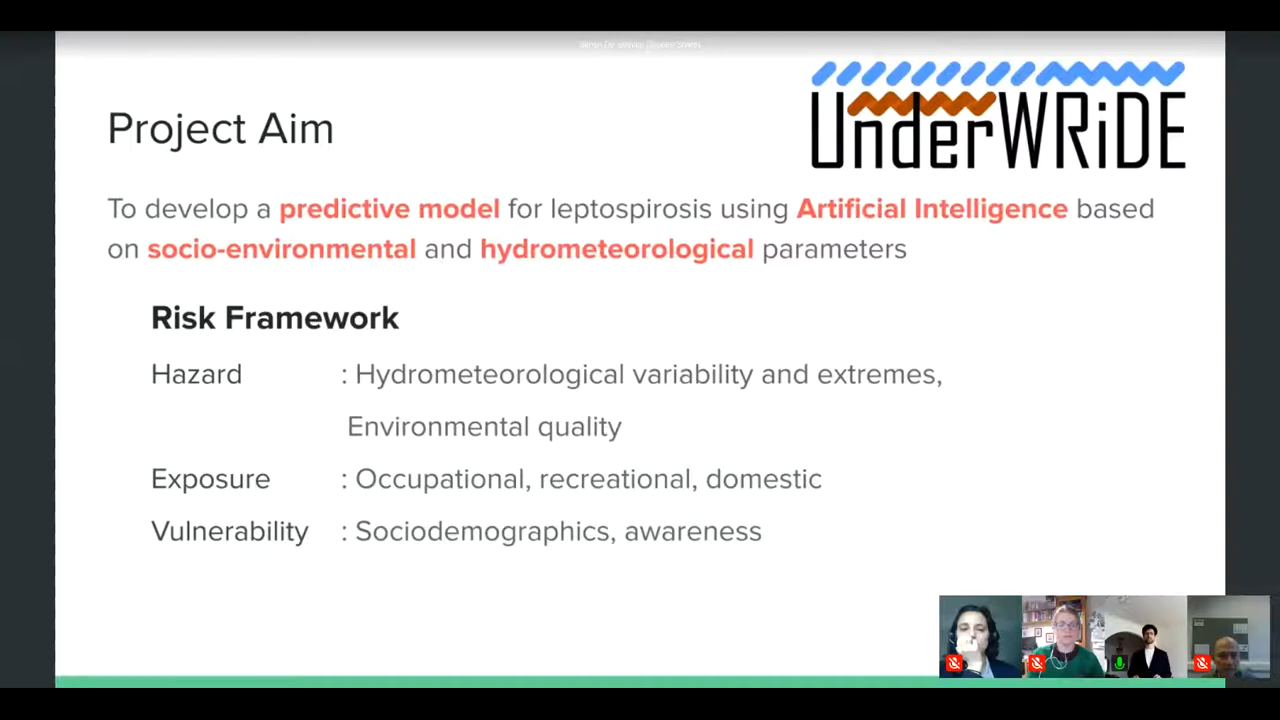 UnderWRiDE
Project Aim
To develop a predictive model for leptospirosis using Artificial Intelligence based
on socio-environmental and hydrometeorological parameters
Risk Framework
Hazard : Hydrometeorological variability and extremes,
Environmental quality
Exposure : Occupational, recreational, domestic
Vulnerability : Sociodemographics, awareness